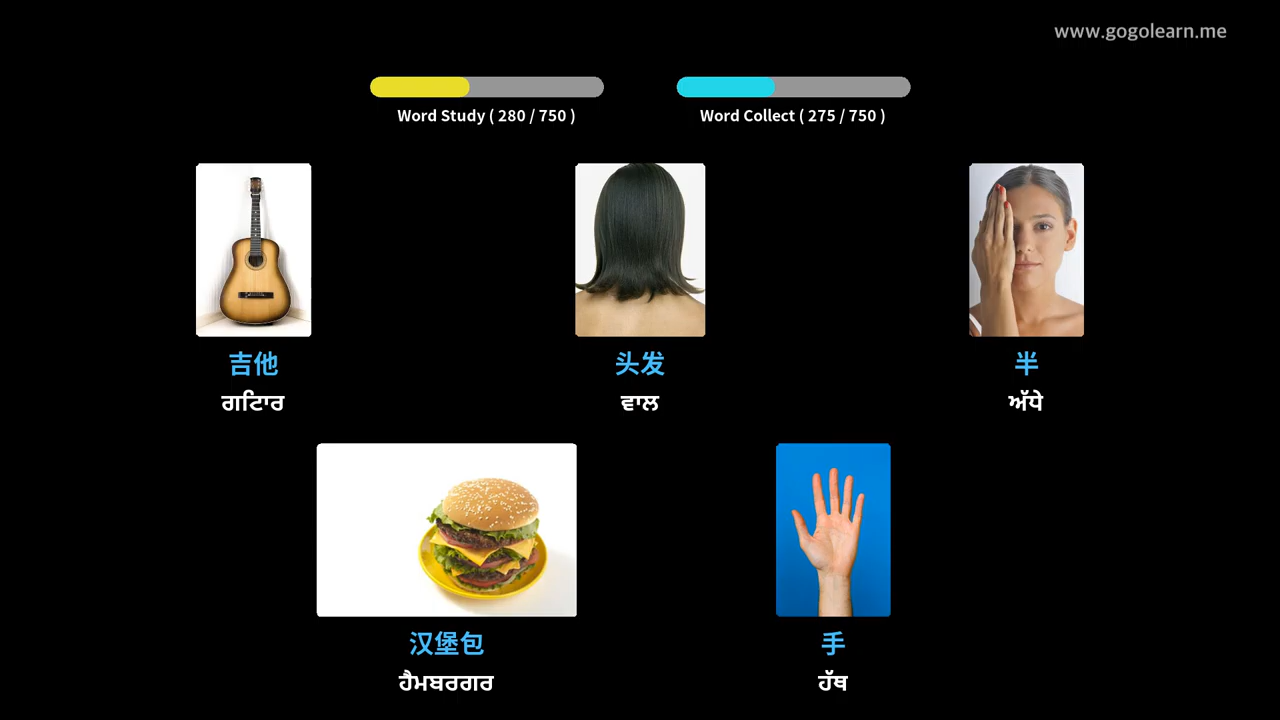 www.gogolearn.me
Word Study ( 280 / 750 )
Word Collect ( 275 / 750 )
吉他
ਗਟਿਾਰ
头发
ਵਾਲ
半
ਅੱਧੇ
汉堡包
ਹੈਮਬਰਗਰ
手
ਹੱਥ